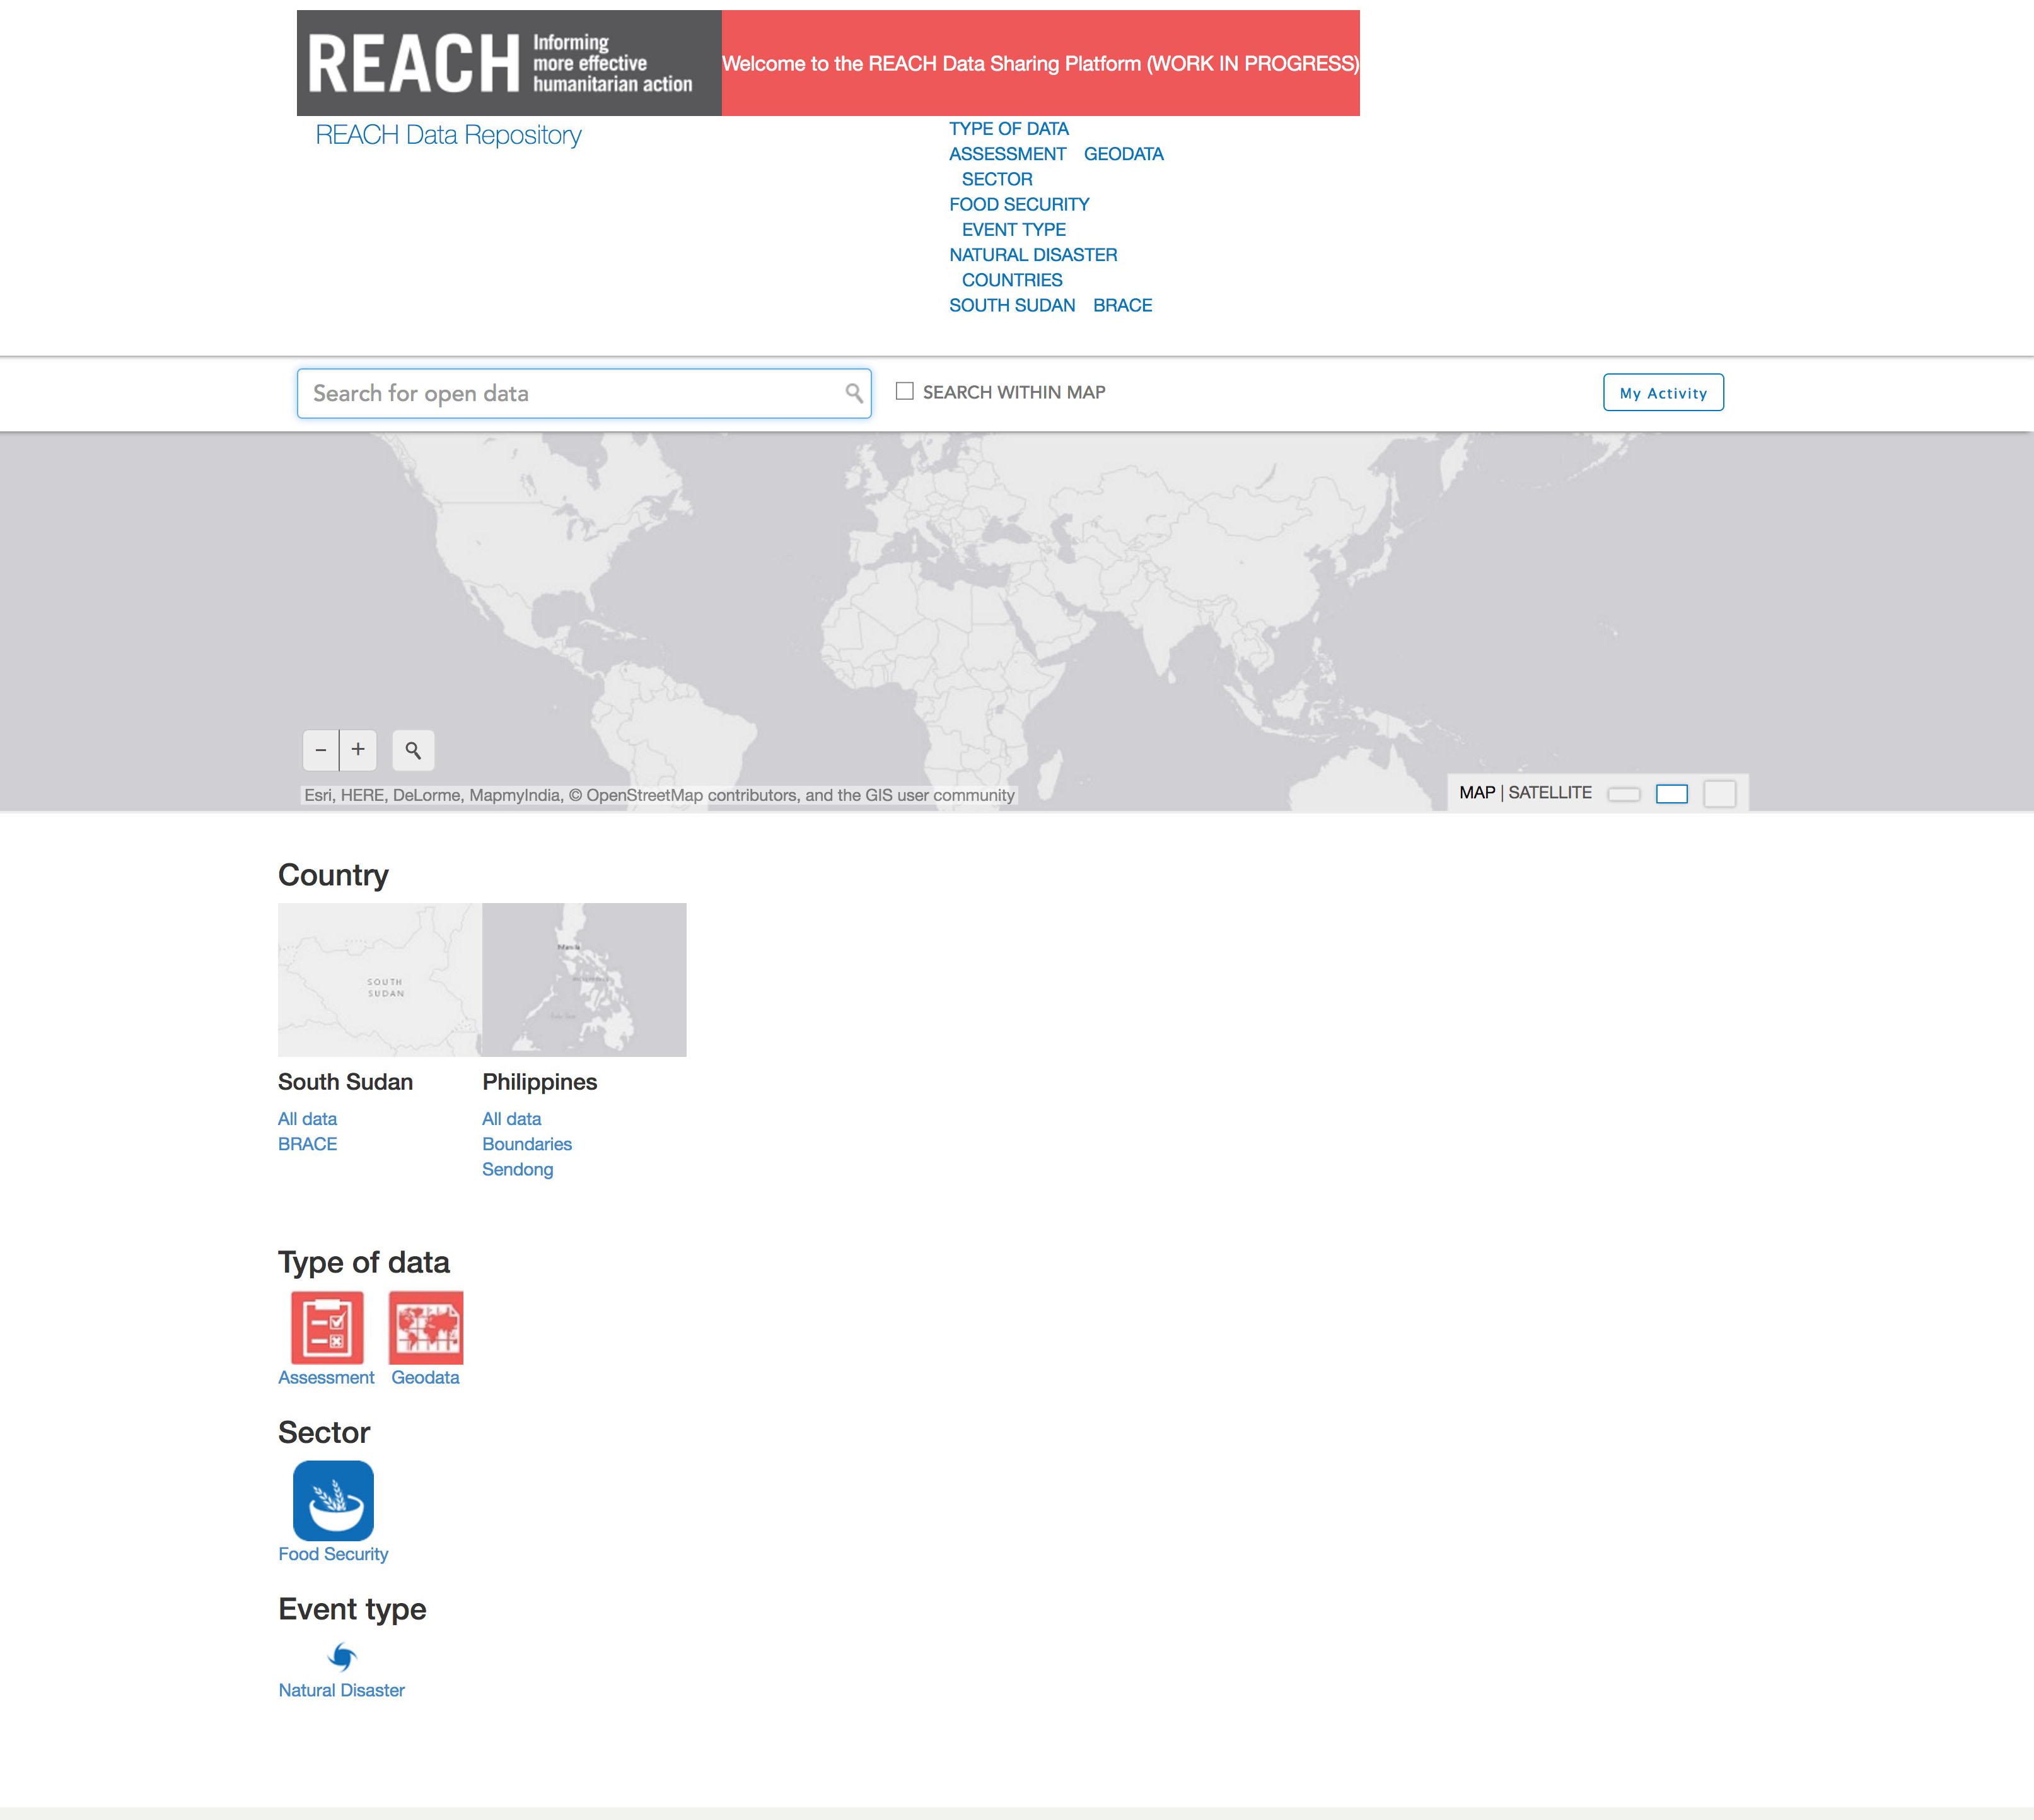 REACH
Informing
more effective
humanitarian action
Welcome to the REACH Data Sharing Platform (WORK IN PROGRESS)
REACH Data Repository
TYPE OF DATA
ASSESSMENT GEODATA
SECTOR
FOOD SECURITY
EVENT TYPE
NATURAL DISASTER
COUNTRIES
SOUTH SUDAN BRACE
Search for open data
SEARCH WITHIN MAP
My Activity
− +
Esri, HERE, DeLorme, MapmyIndia, © OpenStreetMap contributors, and the GIS user community
MAP | SATELLITE
Country
SOUTH
SUDAN
Manila
South Sudan
All data
BRACE
Philippines
All data
Boundaries
Sendong
Type of data
Assessment Geodata
Sector
Food Security
Event type
Natural Disaster